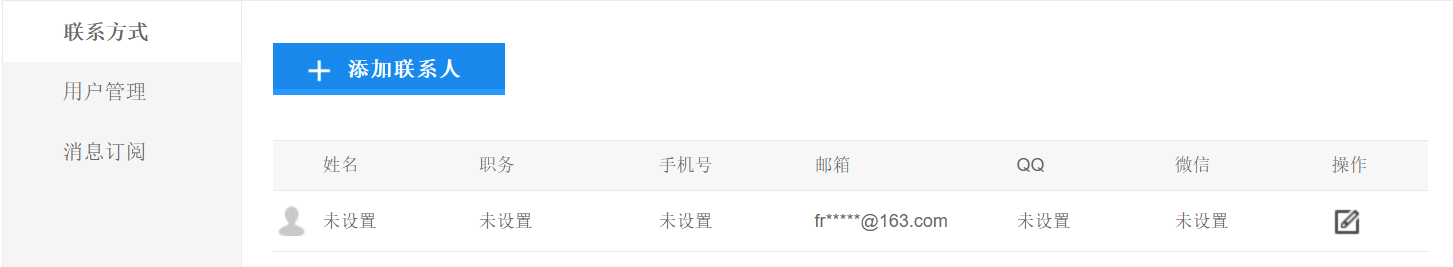 联系方式
用户管理
消息订阅
添加联系人
姓名 职务 手机号 邮箱 QQ 微信 操作
未设置 未设置 未设置 fr*****@163.com 未设置 未设置